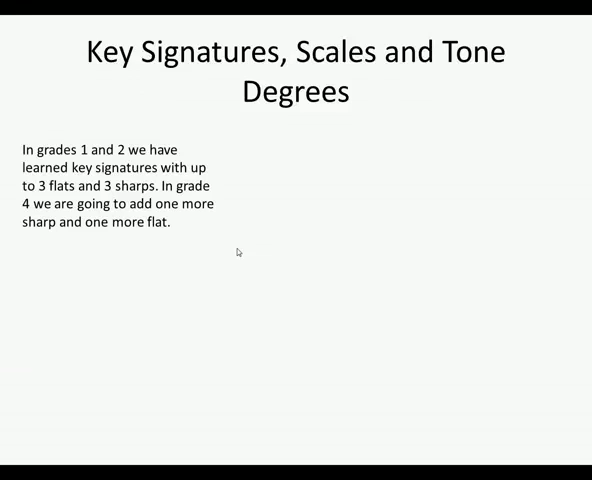 Key Signatures, Scales and Tone
Degrees
In grades 1 and 2 we have
learned key signatures with up
to 3 flats and 3 sharps. In grade
4 we are going to add one more
sharp and one more flat.